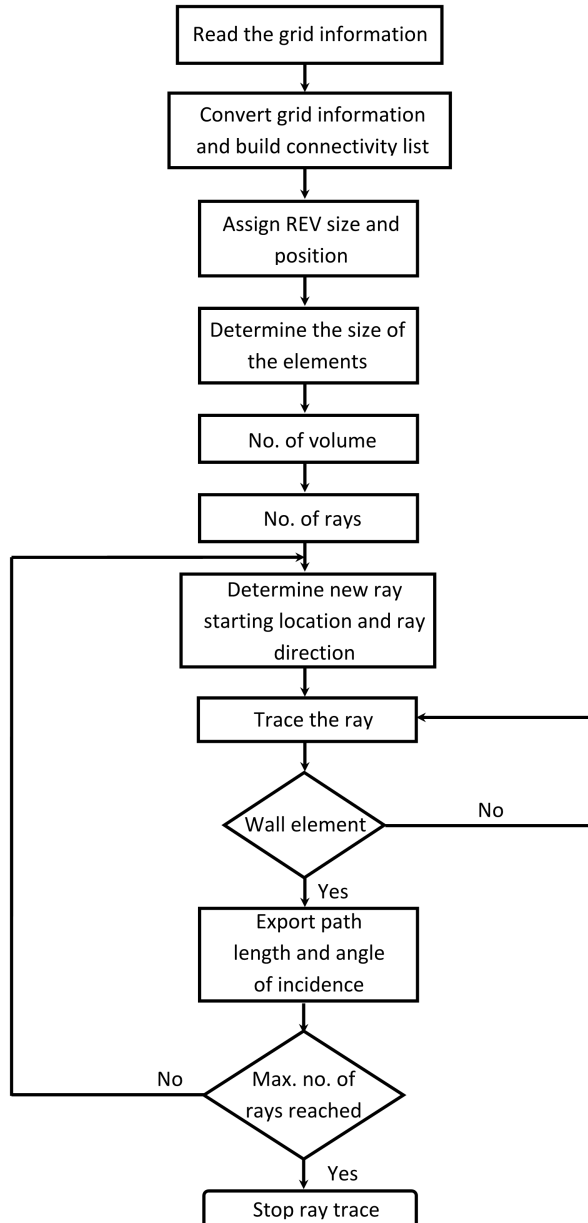 Read the grid information
Convert grid information
and build connectivity list
Assign REV size and
position
Determine the size of
the elements
No. of volume
No. of rays
Determine new ray
starting location and ray
direction
Trace the ray
Wall element
No
Yes
Export path
length and angle
of incidence
No
Max. no. of
rays reached
Yes
Stop ray trace